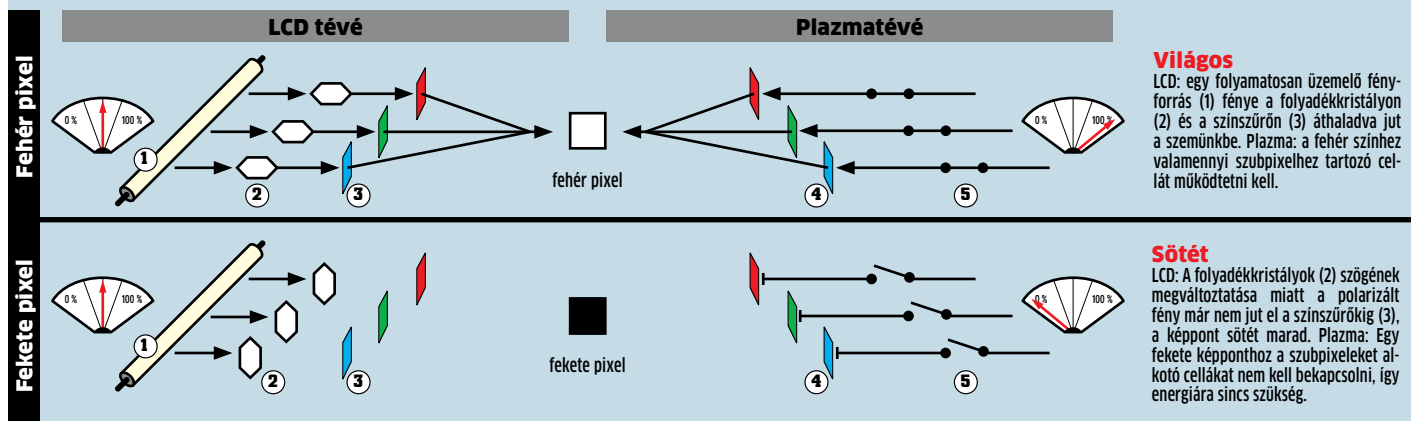 LCD tévé
Plazmatévé
Fehér pixel
0 %
100 %
1
2
3
fehér pixel
4
5
0 %
100 %
Világos
LCD: egy folyamatosan üzemelő fény-
forrás (1) fénye a folyadékkristályon
(2) és a színszűrőn (3) áthaladva jut
a szemünkbe. Plazma: a fehér színhez
valamennyi szubpixelhez tartozó cel-
lát működtetni kell.
Fekete pixel
0 %
100 %
1
2
3
fekete pixel
4
5
0 %
100 %
Sötét
LCD: A folyadékkristályok (2) szögének
megváltoztatása miatt a polarizált
fény már nem jut el a színszűrőkig (3),
a képpont sötét marad. Plazma: Egy
fekete képponthoz a szubpixeleket al-
kotó cellákat nem kell bekapcsolni, így
energiára sincs szükség.